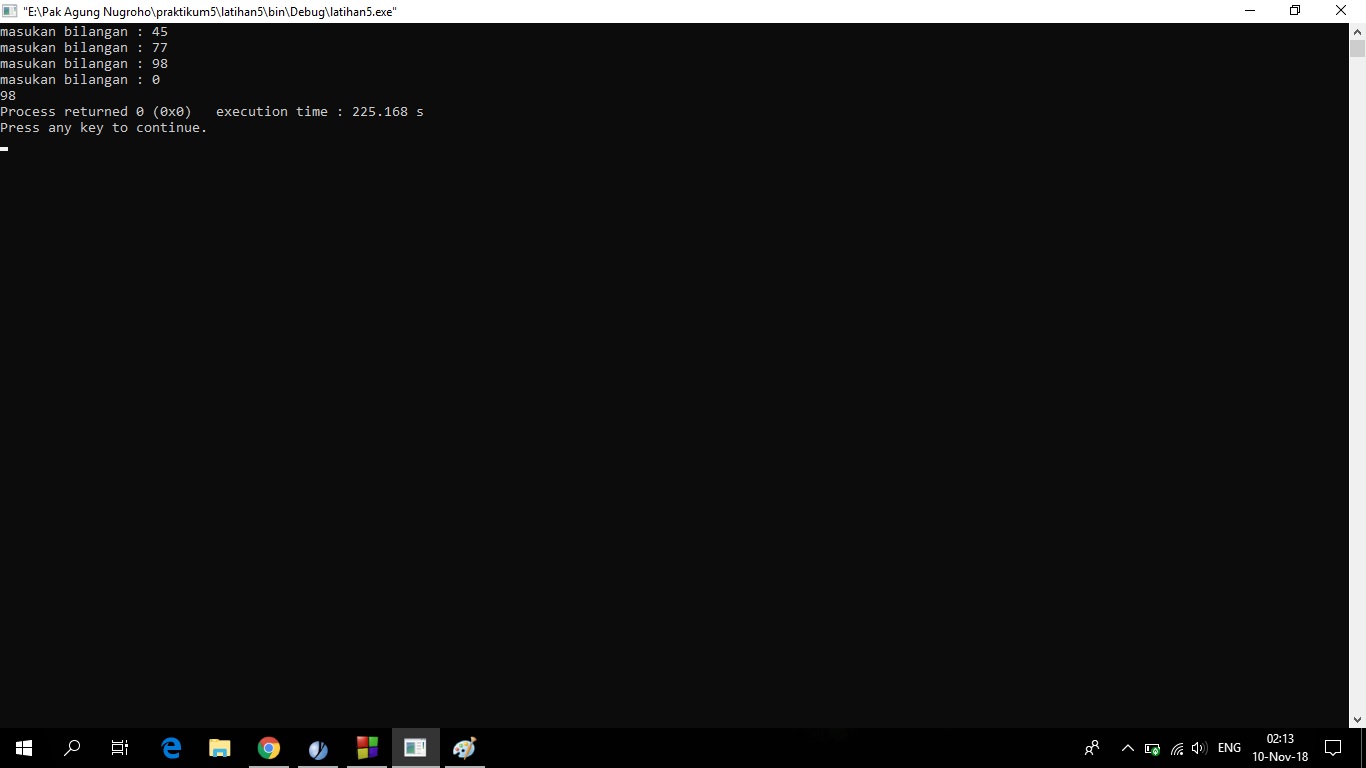 "E:\Pak Agung Nugroho\praktikum5\latihan5\bin\Debug\latihan5.exe"
masukan bilangan : 45
masukan bilangan : 77
masukan bilangan : 98
masukan bilangan : 0
98
Process returned 0 (0x0)   execution time : 225.168 s
Press any key to continue.
ENG
02:13
10-Nov-18